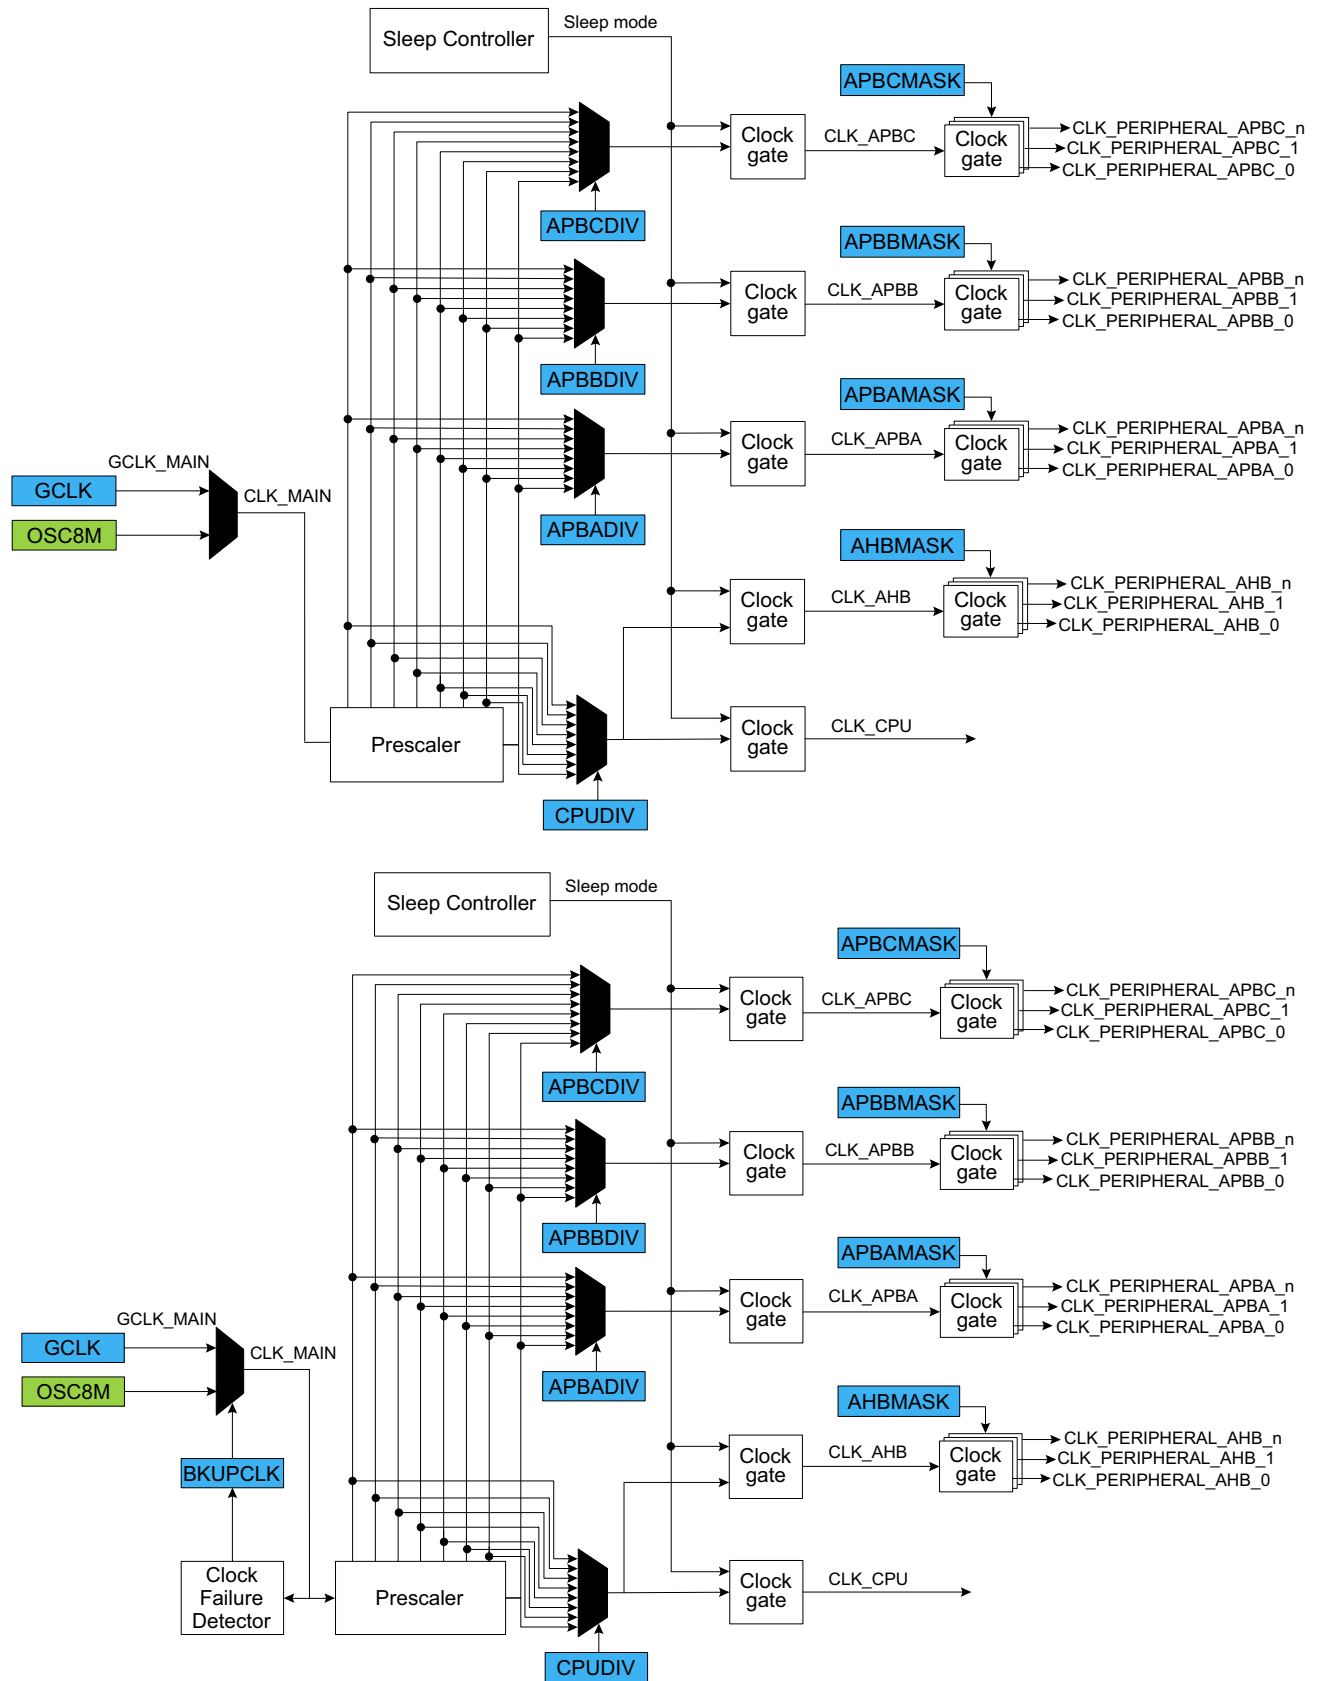 Sleep mode
Sleep Controller
APBCMASK
Clock
gate
CLK_APBC
Clock
gate
CLK_PERIPHERAL_APBC_n
CLK_PERIPHERAL_APBC_1
CLK_PERIPHERAL_APBC_0
APBCDIV
APBBMASK
Clock
gate
CLK_APBB
Clock
gate
CLK_PERIPHERAL_APBB_n
CLK_PERIPHERAL_APBB_1
CLK_PERIPHERAL_APBB_0
APBBDIV
APBAMASK
Clock
gate
CLK_APBA
Clock
gate
CLK_PERIPHERAL_APBA_n
CLK_PERIPHERAL_APBA_1
CLK_PERIPHERAL_APBA_0
GCLK_MAIN
GCLK
CLK_MAIN
OSC8M
APBADIV
AHBMASK
Clock
gate
CLK_AHB
Clock
gate
CLK_PERIPHERAL_AHB_n
CLK_PERIPHERAL_AHB_1
CLK_PERIPHERAL_AHB_0
Prescaler
Clock
gate
CLK_CPU
CPUDIV
Sleep mode
Sleep Controller
APBCMASK
Clock
gate
CLK_APBC
Clock
gate
CLK_PERIPHERAL_APBC_n
CLK_PERIPHERAL_APBC_1
CLK_PERIPHERAL_APBC_0
APBCDIV
APBBMASK
Clock
gate
CLK_APBB
Clock
gate
CLK_PERIPHERAL_APBB_n
CLK_PERIPHERAL_APBB_1
CLK_PERIPHERAL_APBB_0
APBBDIV
APBAMASK
Clock
gate
CLK_APBA
Clock
gate
CLK_PERIPHERAL_APBA_n
CLK_PERIPHERAL_APBA_1
CLK_PERIPHERAL_APBA_0
GCLK_MAIN
GCLK
CLK_MAIN
OSC8M
APBADIV
AHBMASK
Clock
gate
CLK_AHB
Clock
gate
CLK_PERIPHERAL_AHB_n
CLK_PERIPHERAL_AHB_1
CLK_PERIPHERAL_AHB_0
BKUPCLK
Clock
Failure
Detector
Prescaler
Clock
gate
CLK_CPU
CPUDIV